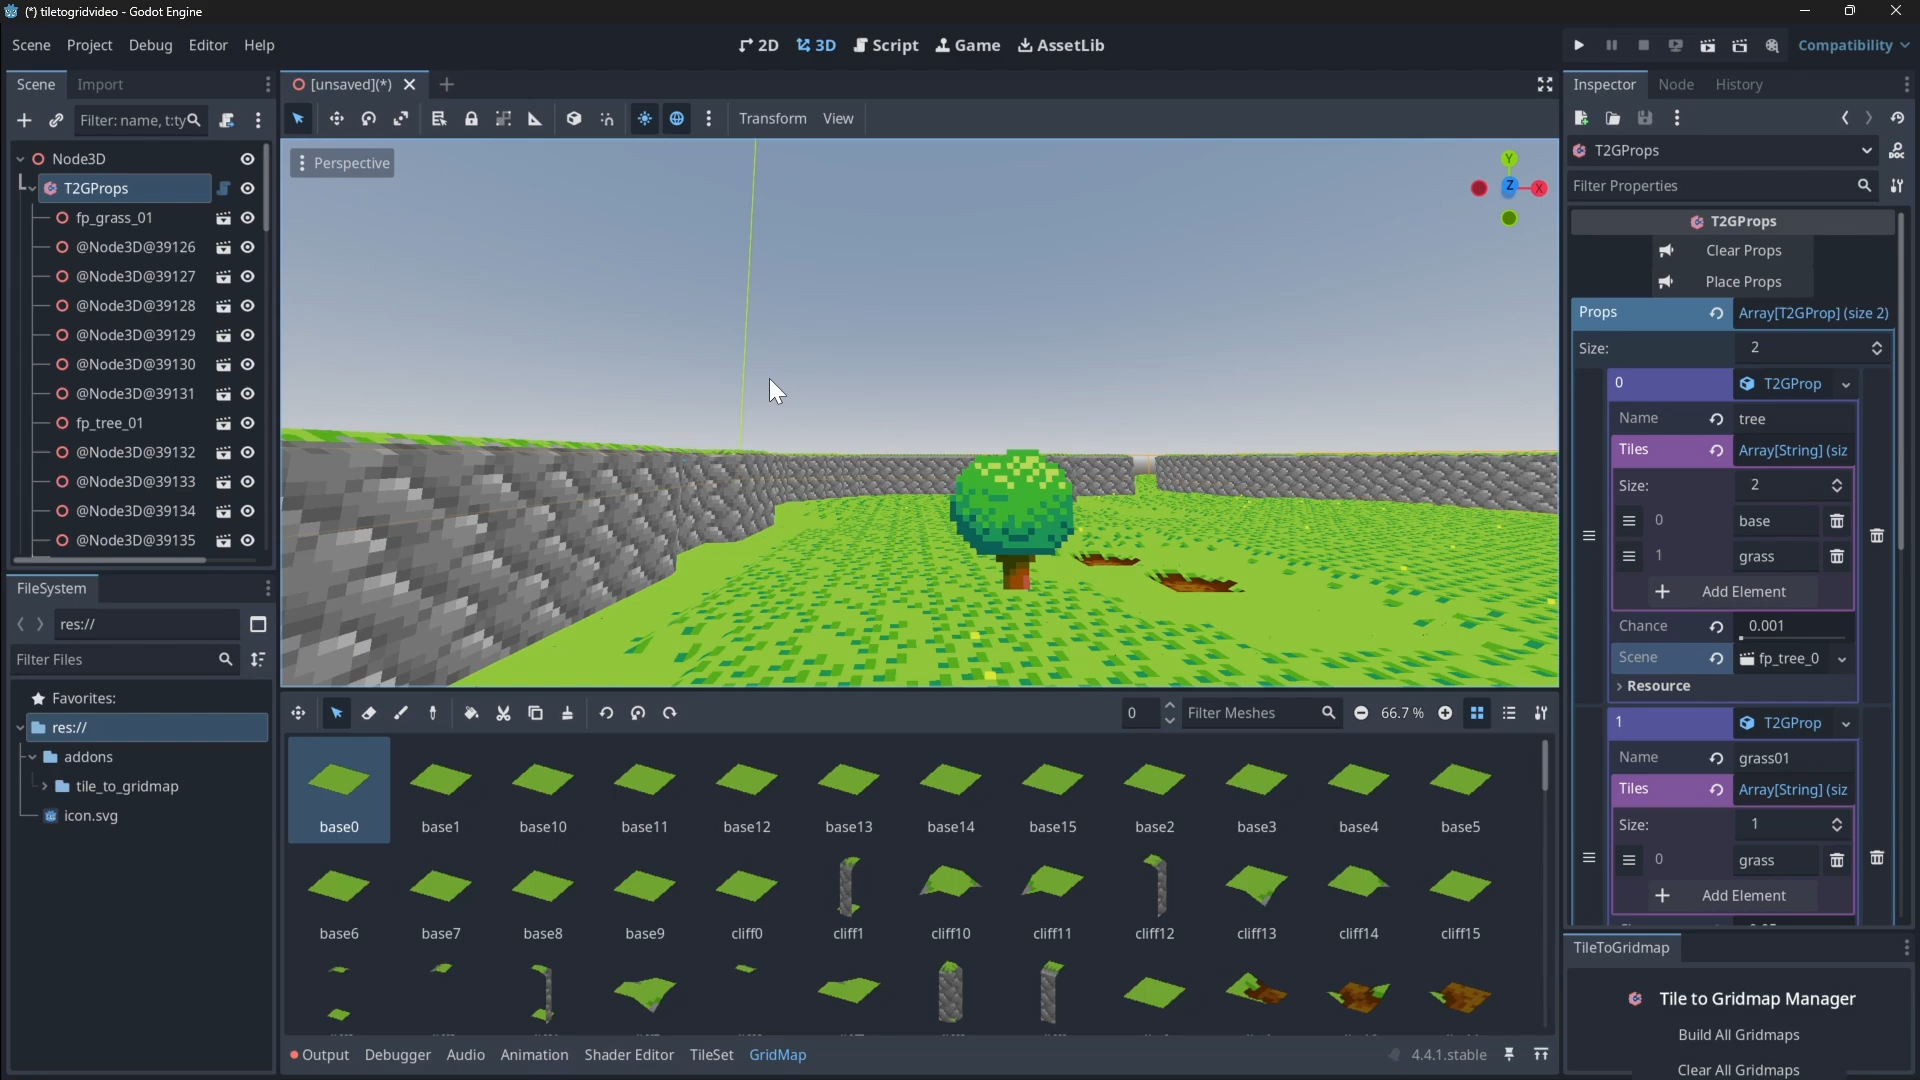 (*) tiletogridvideo - Godot Engine
Scene Project Debug Editor Help
2D 3D Script Game AssetLib
Compatibility
Scene Import
[unsaved](*)
Inspector Node History
Filter: name, t:ty
Transform View
T2GProps
Filter Properties
Node3D
T2GProps
fp_grass_01
@Node3D@39126
@Node3D@39127
@Node3D@39128
@Node3D@39129
@Node3D@39130
@Node3D@39131
fp_tree_01
@Node3D@39132
@Node3D@39133
@Node3D@39134
@Node3D@39135
Perspective
Y
Z X
T2GProps
Clear Props
Place Props
Props Array[T2GProp] (size 2)
Size: 2
0 T2GProp
Name tree
Tiles Array[String] (siz
Size: 2
0 base
1 grass
Add Element
Chance 0.001
Scene fp_tree_0
Resource
1 T2GProp
Name grass01
Tiles Array[String] (siz
Size: 1
0 grass
Add Element
FileSystem
res://
Filter Files
Favorites:
res://
addons
tile_to_gridmap
icon.svg
0 Filter Meshes 66.7 %
base0 base1 base10 base11 base12 base13 base14 base15 base2 base3 base4 base5
base6 base7 base8 base9 cliff0 cliff1 cliff10 cliff11 cliff12 cliff13 cliff14 cliff15
Output Debugger Audio Animation Shader Editor TileSet GridMap
4.4.1.stable
TileToGridmap
Tile to Gridmap Manager
Build All Gridmaps
Clear All Gridmaps